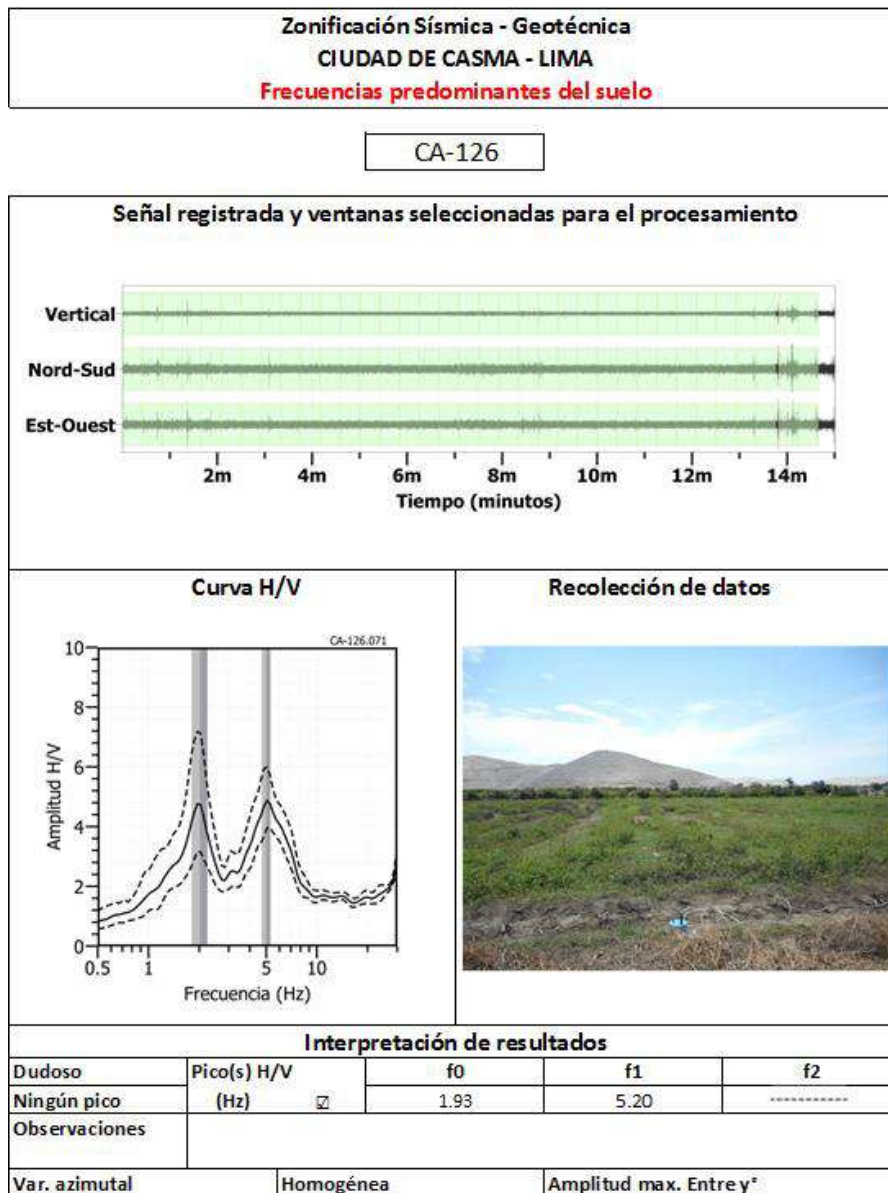 Zonificación Sísmica - Geotécnica
CIUDAD DE CASMA - LIMA
Frecuencias predominantes del suelo
CA-126
Señal registrada y ventanas seleccionadas para el procesamiento
Vertical
Nord-Sud
Est-Ouest
2m 4m 6m 8m 10m 12m 14m
Tiempo (minutos)
Curva H/V
CA-126.071
10
8
6
4
2
0
Amplitud H/V
0.5 1 5 10
Frecuencia (Hz)
Recolección de datos
Interpretación de resultados
Dudoso Pico(s) H/V f0 f1 f2
Ningún pico (Hz) ☑ 1.93 5.20 -----------
Observaciones
Var. azimutal Homogénea Amplitud max. Entre y°